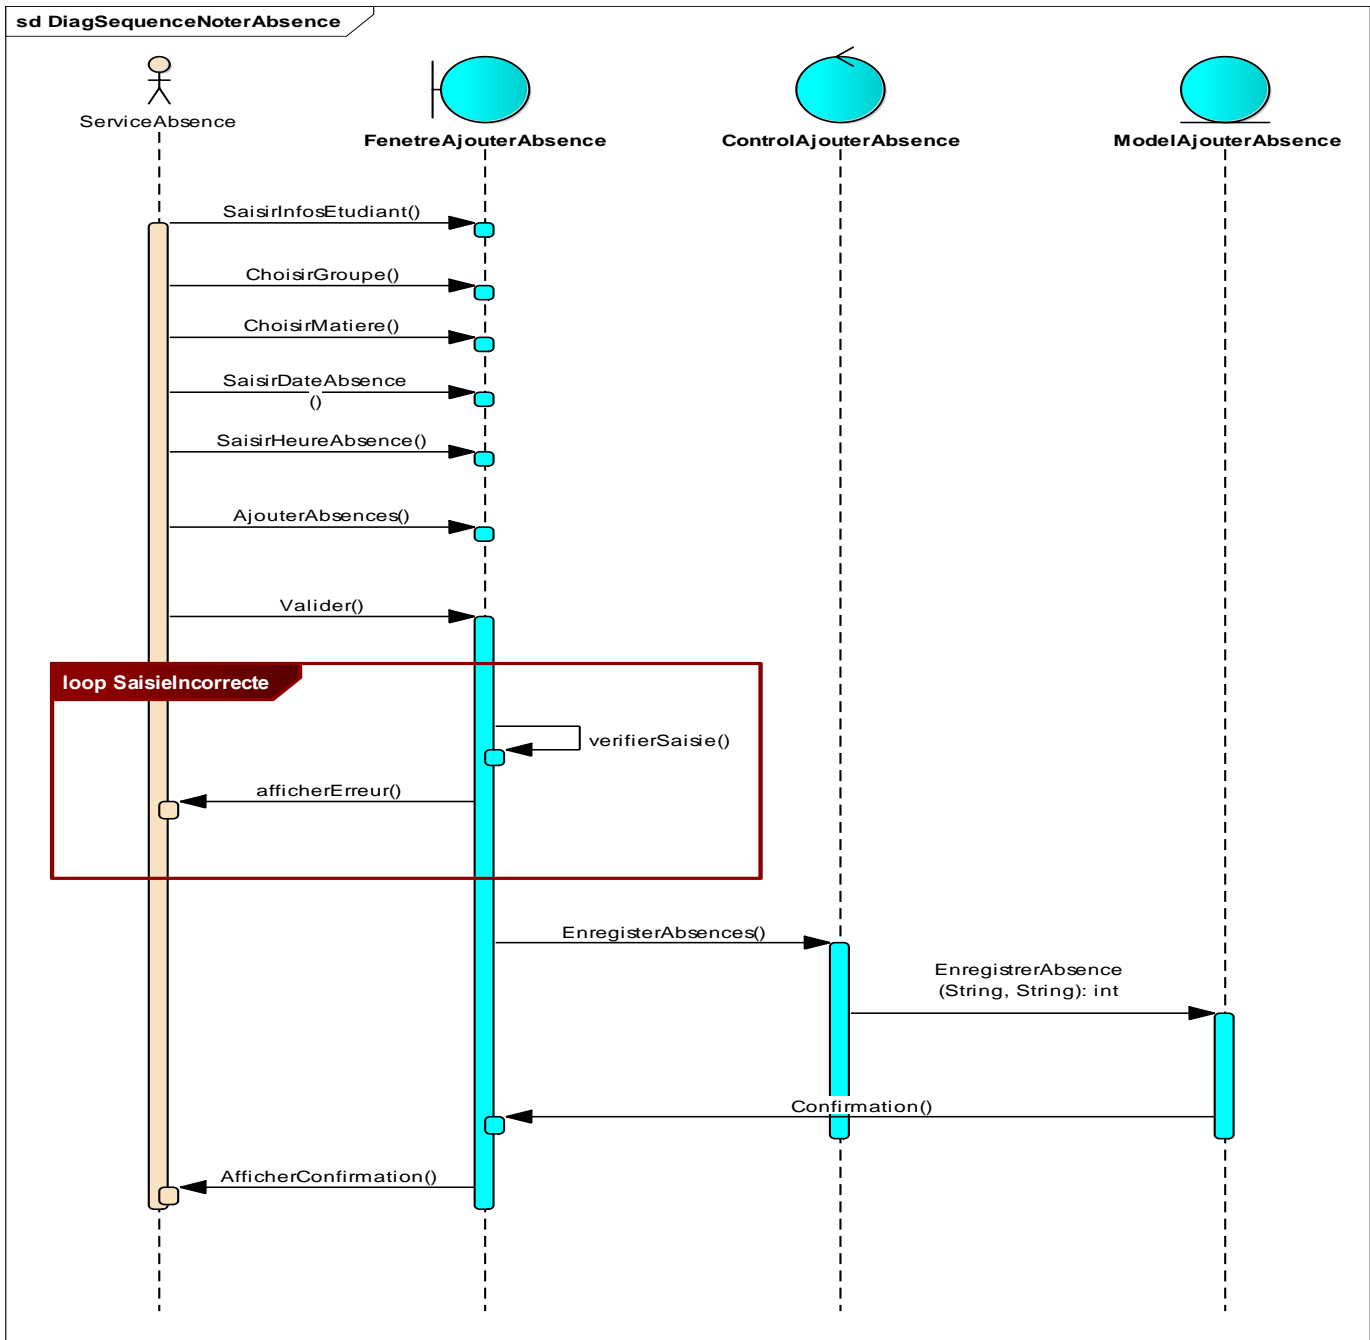 sd DiagSequenceNoterAbsence
ServiceAbsence
FenetreAjouterAbsence
ControlAjouterAbsence
ModelAjouterAbsence
SaisirInfosEtudiant()
ChoisirGroupe()
ChoisirMatiere()
SaisirDateAbsence
()
SaisirHeureAbsence()
AjouterAbsences()
Valider()
loop SaisieIncorrecte
verifierSaisie()
afficherErreur()
EnregisterAbsences()
EnregistrerAbsence
(String, String): int
Confirmation()
AfficherConfirmation()